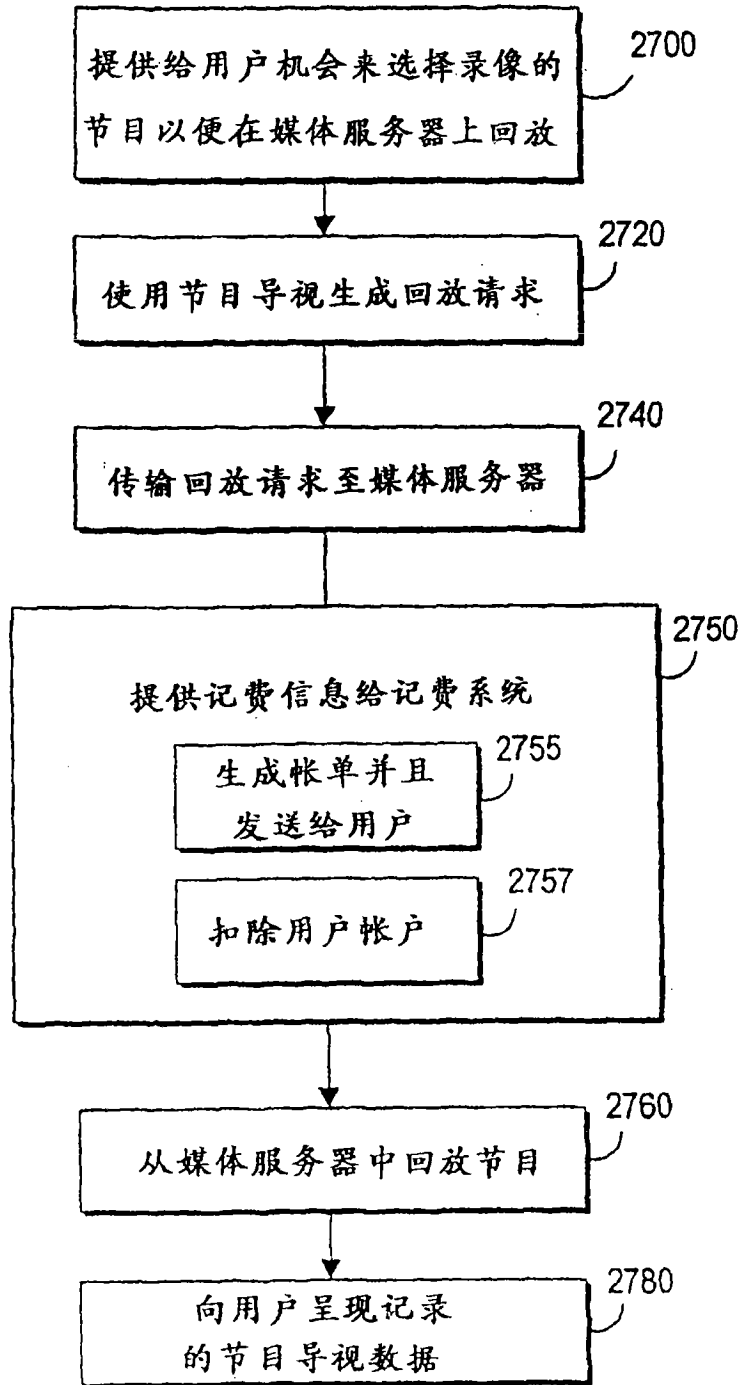 2700
提供给用户机会来选择录像的
节目以便在媒体服务器上回放
2720
使用节目导视生成回放请求
2740
传输回放请求至媒体服务器
2750
提供记费信息给记费系统
2755
生成帐单并且
发送给用户
2757
扣除用户帐户
2760
从媒体服务器中回放节目
2780
向用户呈现记录
的节目导视数据